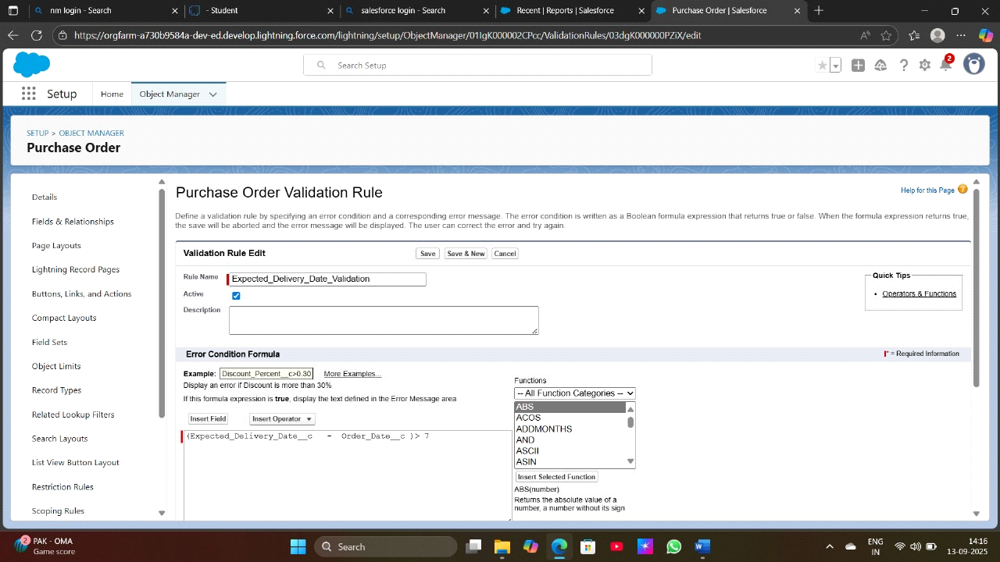 nm login - Search
- Student
salesforce login - Search
Recent | Reports | Salesforce
Purchase Order | Salesforce
https://orgfarm-a730b9584a-dev-ed.develop.lightning.force.com/lightning/setup/ObjectManager/01IgK000002CPcc/ValidationRules/03dgK000000PZiX/edit
Search Setup
2
Setup
Home
Object Manager
SETUP > OBJECT MANAGER
Purchase Order
Details
Fields & Relationships
Page Layouts
Lightning Record Pages
Buttons, Links, and Actions
Compact Layouts
Field Sets
Object Limits
Record Types
Related Lookup Filters
Search Layouts
List View Button Layout
Restriction Rules
Scoping Rules
Purchase Order Validation Rule
Help for this Page
Define a validation rule by specifying an error condition and a corresponding error message. The error condition is written as a Boolean formula expression that returns true or false. When the formula expression returns true,
the save will be aborted and the error message will be displayed. The user can correct the error and try again.
Validation Rule Edit
Save
Save & New
Cancel
Rule Name
Expected_Delivery_Date_Validation
Active
Description
Quick Tips
• Operators & Functions
Error Condition Formula
= Required Information
Example: Discount_Percent__c>0.30 More Examples...
Display an error if Discount is more than 30%
If this formula expression is true, display the text defined in the Error Message area
Insert Field
Insert Operator
(Expected_Delivery_Date__c - Order_Date__c )> 7
Functions
-- All Function Categories --
ABS
ACOS
ADDMONTHS
AND
ASCII
ASIN
Insert Selected Function
ABS(number)
Returns the absolute value of a
number, a number without its sign
2
PAK - OMA
Game score
Search
ENG
IN
14:16
13-09-2025